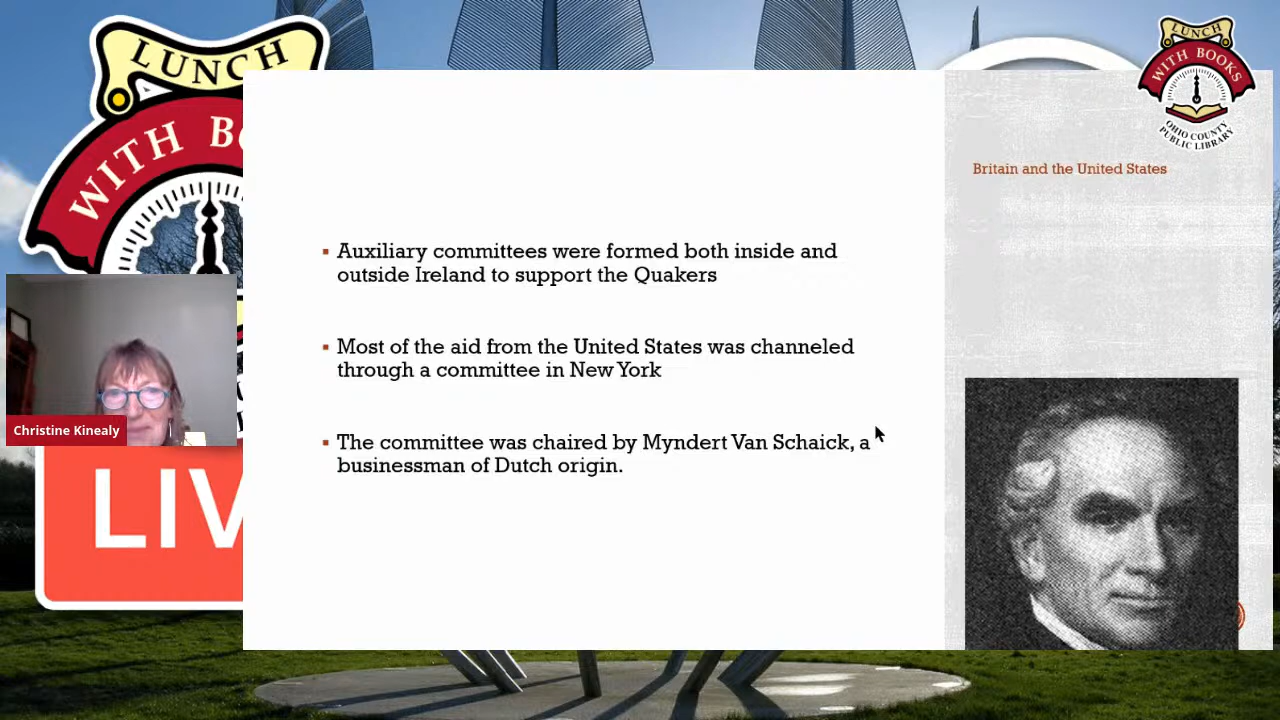 LUNCH
WITH B
LIV
Christine Kinealy
LUNCH
WITH BOOKS
OHIO COUNTY
PUBLIC LIBRARY
Britain and the United States
Auxiliary committees were formed both inside and
outside Ireland to support the Quakers
Most of the aid from the United States was channeled
through a committee in New York
The committee was chaired by Myndert Van Schaick, a
businessman of Dutch origin.